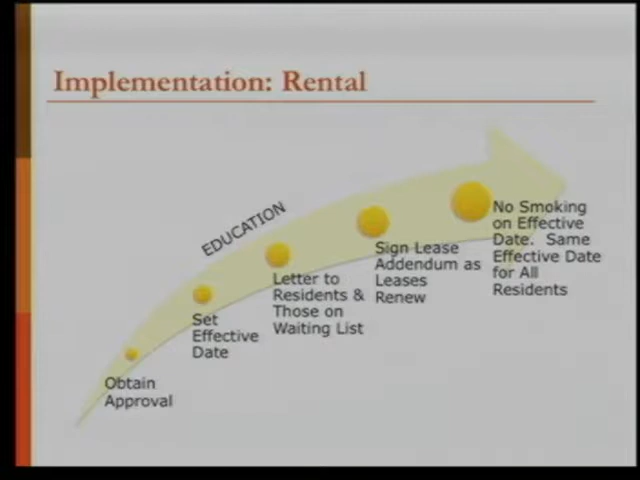 Implementation: Rental
EDUCATION
Obtain
Approval
Set
Effective
Date
Letter to
Residents &
Those on
Waiting List
Sign Lease
Addendum as
Leases
Renew
No Smoking
on Effective
Date.  Same
Effective Date
for All
Residents